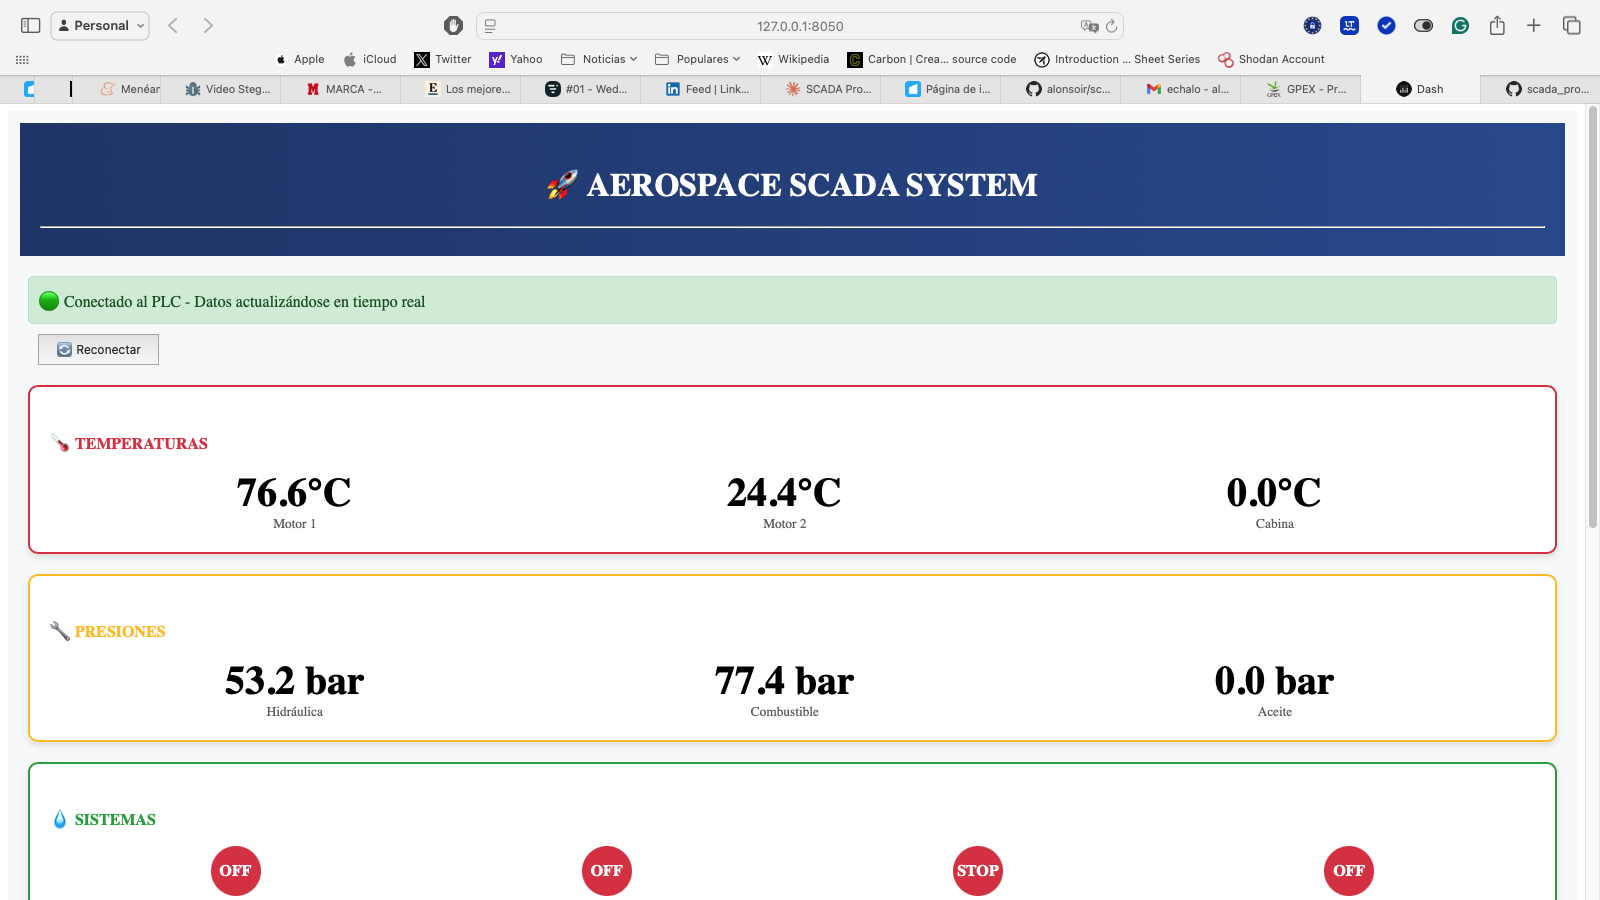 Personal
127.0.0.1:8050
Apple iCloud Twitter Yahoo Noticias Populares Wikipedia Carbon | Crea... source code Introduction ... Sheet Series Shodan Account
Menéar Video Steg... MARCA -... Los mejore... #01 - Wed... Feed | Link... SCADA Pro... Página de i... alonsoir/sc... echalo - al... GPEX - Pr... Dash scada_pro...
AEROSPACE SCADA SYSTEM
Conectado al PLC - Datos actualizándose en tiempo real
Reconectar
TEMPERATURAS
76.6°C 24.4°C 0.0°C
Motor 1 Motor 2 Cabina
PRESIONES
53.2 bar 77.4 bar 0.0 bar
Hidráulica Combustible Aceite
SISTEMAS
OFF OFF STOP OFF